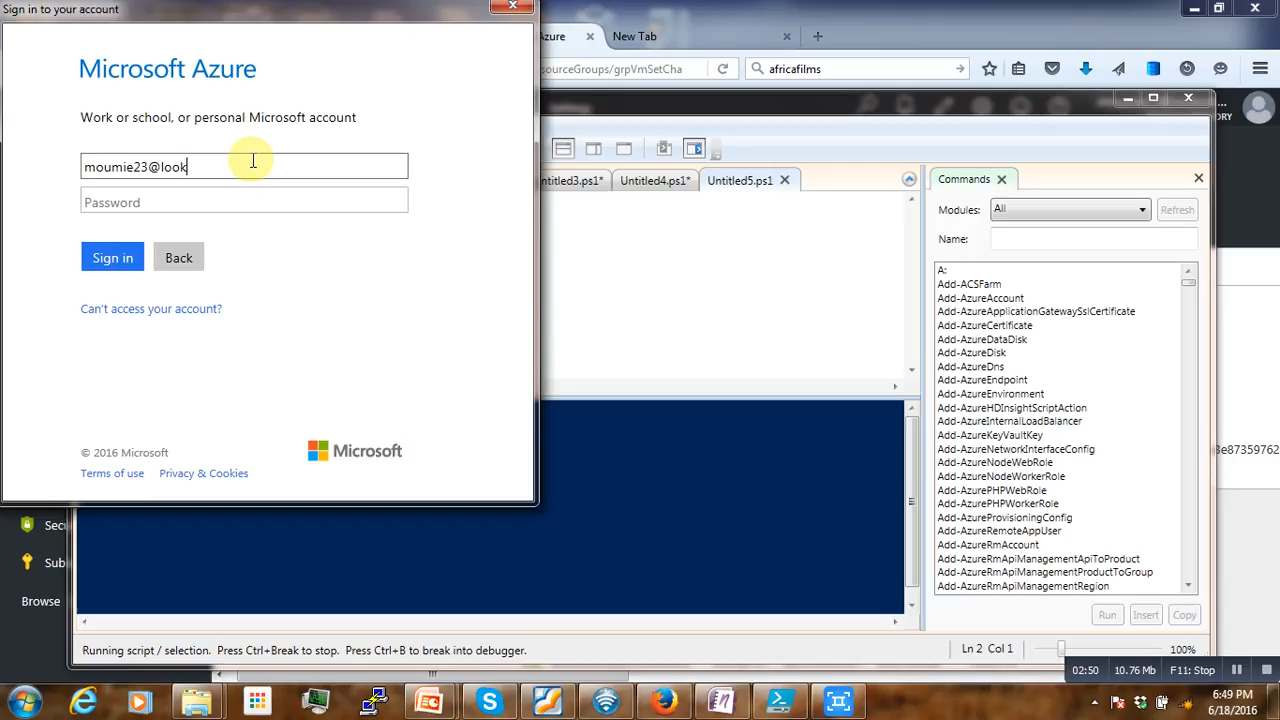 Sign in to your account
Microsoft Azure
Work or school, or personal Microsoft account
moumie23@look
Password
Sign in
Back
Can't access your account?
© 2016 Microsoft
Microsoft
Terms of use
Privacy & Cookies
Azure
New Tab
sourceGroups/grpVmSetCha
africafilms
Untitled4.ps1*
Untitled5.ps1
Commands
Modules:
All
Refresh
Name:
A:
Add-ACSFarm
Add-AzureAccount
Add-AzureApplicationGatewaySslCertificate
Add-AzureCertificate
Add-AzureDataDisk
Add-AzureDisk
Add-AzureDns
Add-AzureEndpoint
Add-AzureEnvironment
Add-AzureHDInsightScriptAction
Add-AzureInternalLoadBalancer
Add-AzureKeyVaultKey
Add-AzureNetworkInterfaceConfig
Add-AzureNodeWebRole
Add-AzureNodeWorkerRole
Add-AzurePHPWebRole
Add-AzurePHPWorkerRole
Add-AzureProvisioningConfig
Add-AzureRemoteAppUser
Add-AzureRmAccount
Add-AzureRmApiManagementApiToProduct
Add-AzureRmApiManagementProductToGroup
Add-AzureRmApiManagementRegion
Run
Insert
Copy
3e87359762
Secu
Sub
Browse
Running script / selection. Press Ctrl+Break to stop. Press Ctrl+B to break into debugger.
Ln 2 Col 1
100%
02:50
10.76 Mb
F11: Stop
6:49 PM
6/18/2016